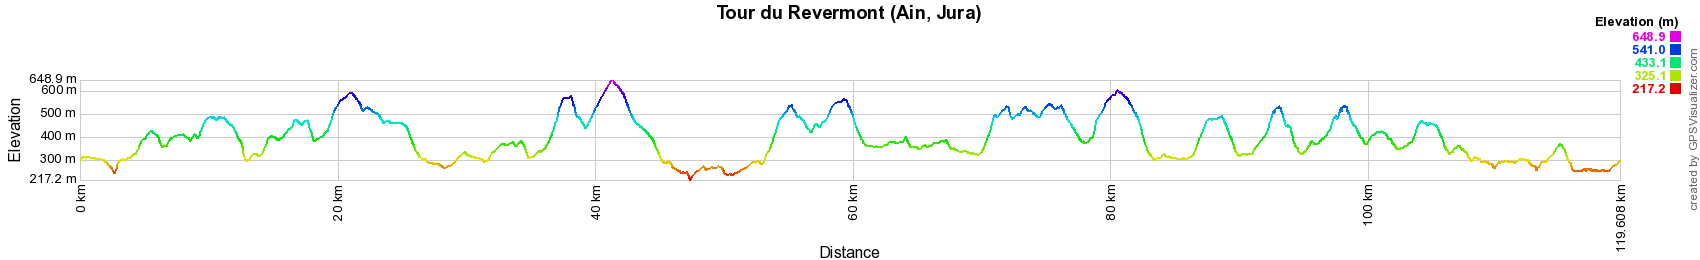 Tour du Revermont (Ain, Jura)
Elevation (m)
648.9
541.0
433.1
325.1
217.2
648.9 m
600 m
500 m
400 m
300 m
217.2 m
Elevation
0 km
20 km
40 km
60 km
80 km
100 km
119.608 km
Distance
created by GPSVisualizer.com